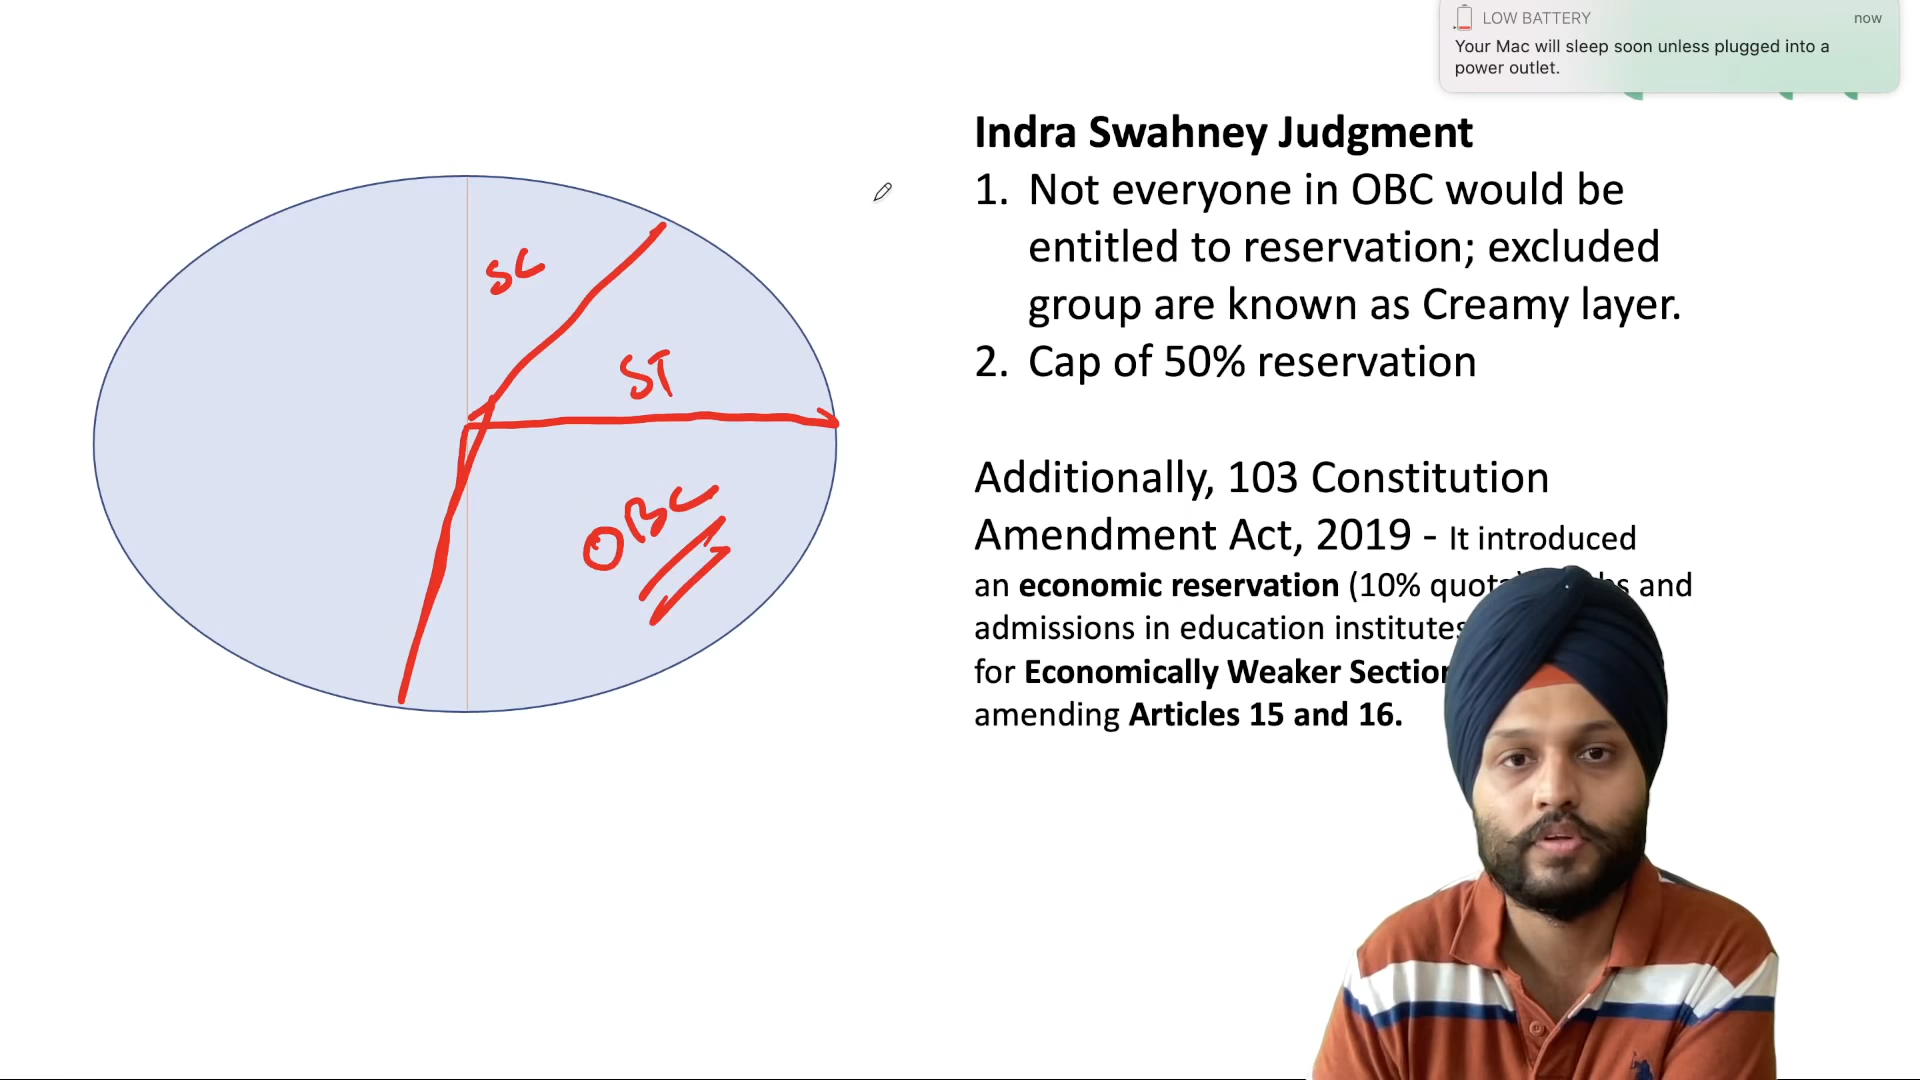 LOW BATTERY now
Your Mac will sleep soon unless plugged into a
power outlet.
Indra Swahney Judgment
1. Not everyone in OBC would be
entitled to reservation; excluded
group are known as Creamy layer.
2. Cap of 50% reservation
Additionally, 103 Constitution
Amendment Act, 2019 - It introduced
an economic reservation (10% and
admissions in education institutes
for Economically Weaker
amending Articles 15 and 16.
SC
ST
OBC